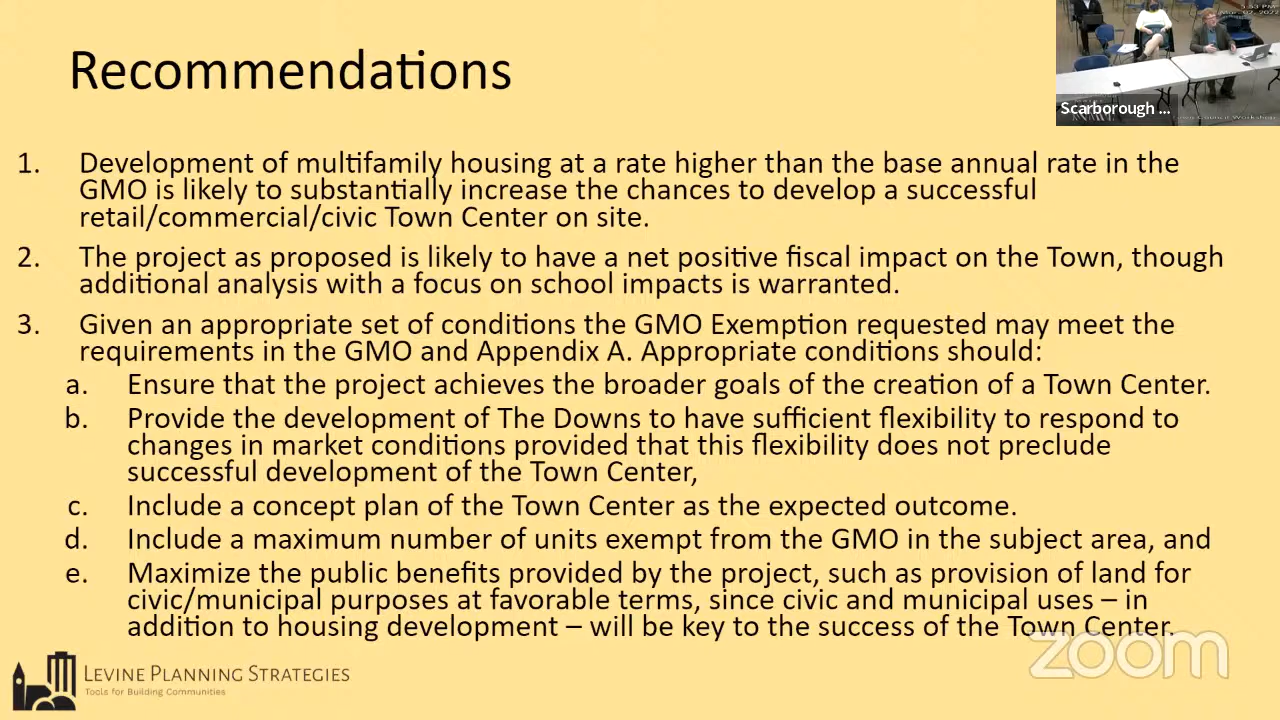 Recommendations
Scarborough ...
1. Development of multifamily housing at a rate higher than the base annual rate in the
GMO is likely to substantially increase the chances to develop a successful
retail/commercial/civic Town Center on site.
2. The project as proposed is likely to have a net positive fiscal impact on the Town, though
additional analysis with a focus on school impacts is warranted.
3. Given an appropriate set of conditions the GMO Exemption requested may meet the
requirements in the GMO and Appendix A. Appropriate conditions should:
a. Ensure that the project achieves the broader goals of the creation of a Town Center.
b. Provide the development of The Downs to have sufficient flexibility to respond to
changes in market conditions provided that this flexibility does not preclude
successful development of the Town Center,
c. Include a concept plan of the Town Center as the expected outcome.
d. Include a maximum number of units exempt from the GMO in the subject area, and
e. Maximize the public benefits provided by the project, such as provision of land for
civic/municipal purposes at favorable terms, since civic and municipal uses – in
addition to housing development – will be key to the success of the Town Center.
zoom
LEVINE PLANNING STRATEGIES
Tools for Building Communities